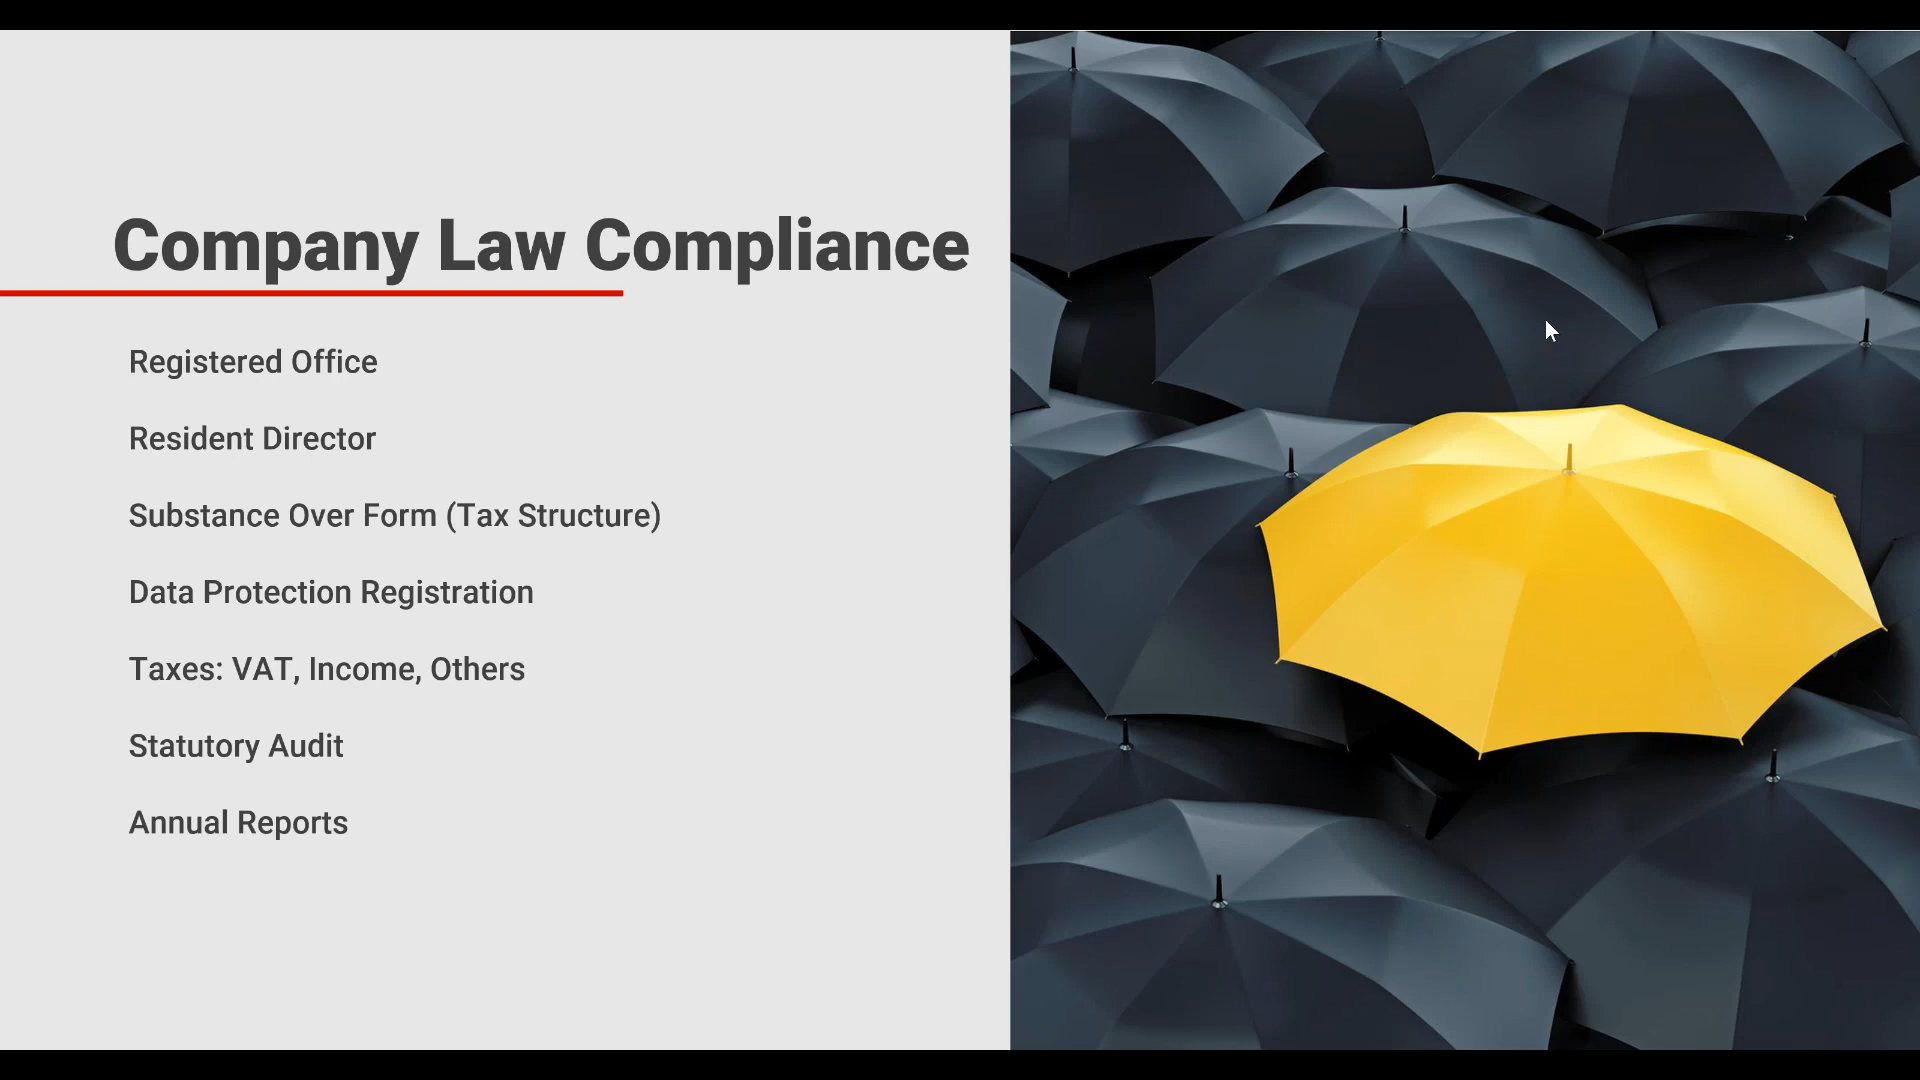 Company Law Compliance
Registered Office
Resident Director
Substance Over Form (Tax Structure)
Data Protection Registration
Taxes: VAT, Income, Others
Statutory Audit
Annual Reports